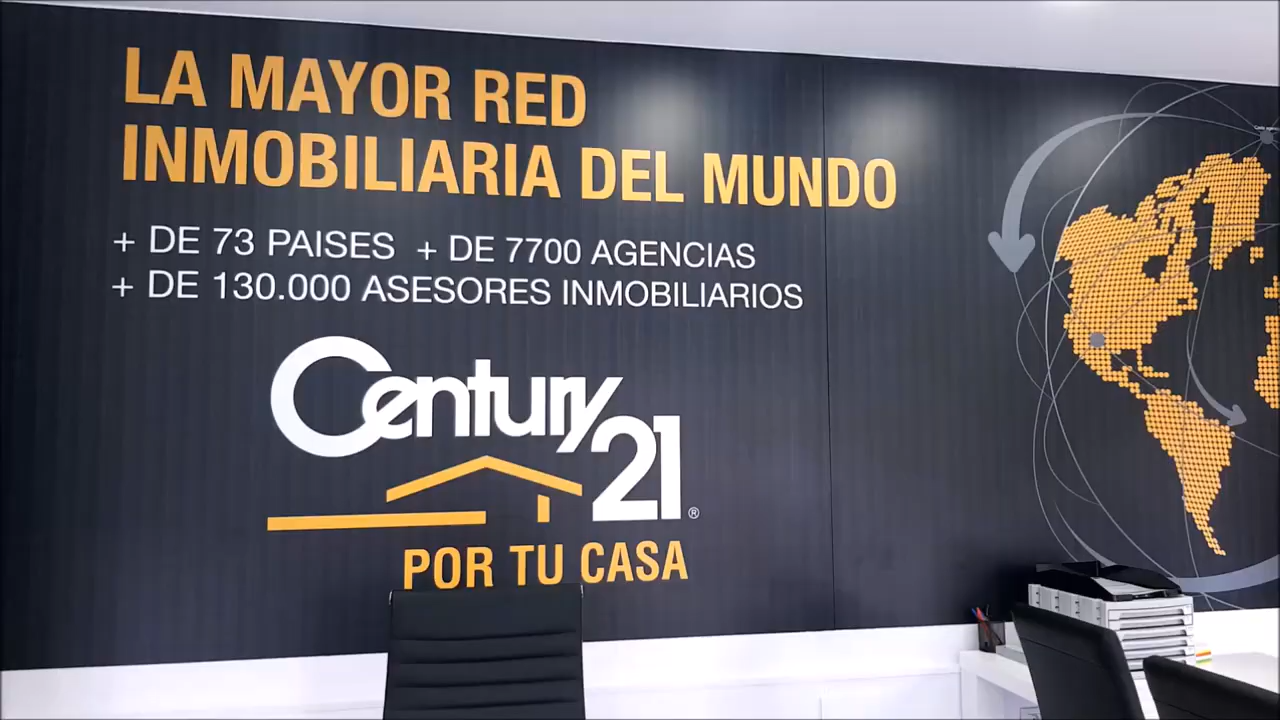 LA MAYOR RED
INMOBILIARIA DEL MUNDO
+ DE 73 PAISES + DE 7700 AGENCIAS
+ DE 130.000 ASESORES INMOBILIARIOS
Century
21®
POR TU CASA